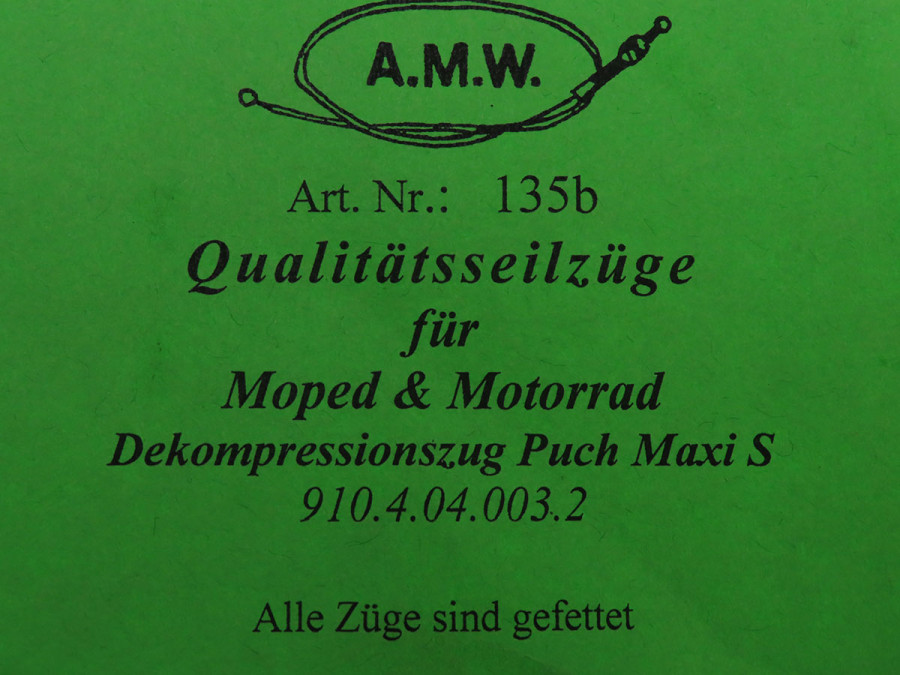 A.M.W.
Art. Nr.: 135b
Qualitätsseilzüge
für
Moped & Motorrad
Dekompressionszug Puch Maxi S
910.4.04.003.2
Alle Züge sind gefettet